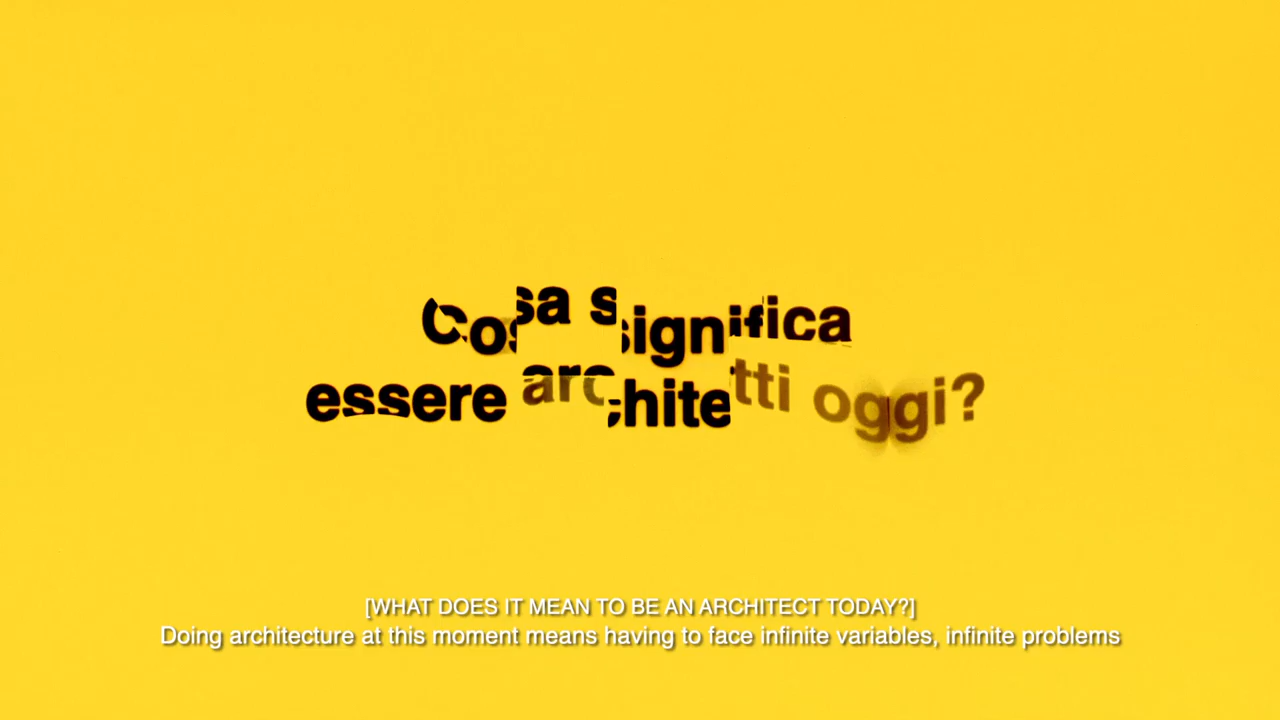 Cosa significa
essere architetti oggi?
[WHAT DOES IT MEAN TO BE AN ARCHITECT TODAY?]
Doing architecture at this moment means having to face infinite variables, infinite problems